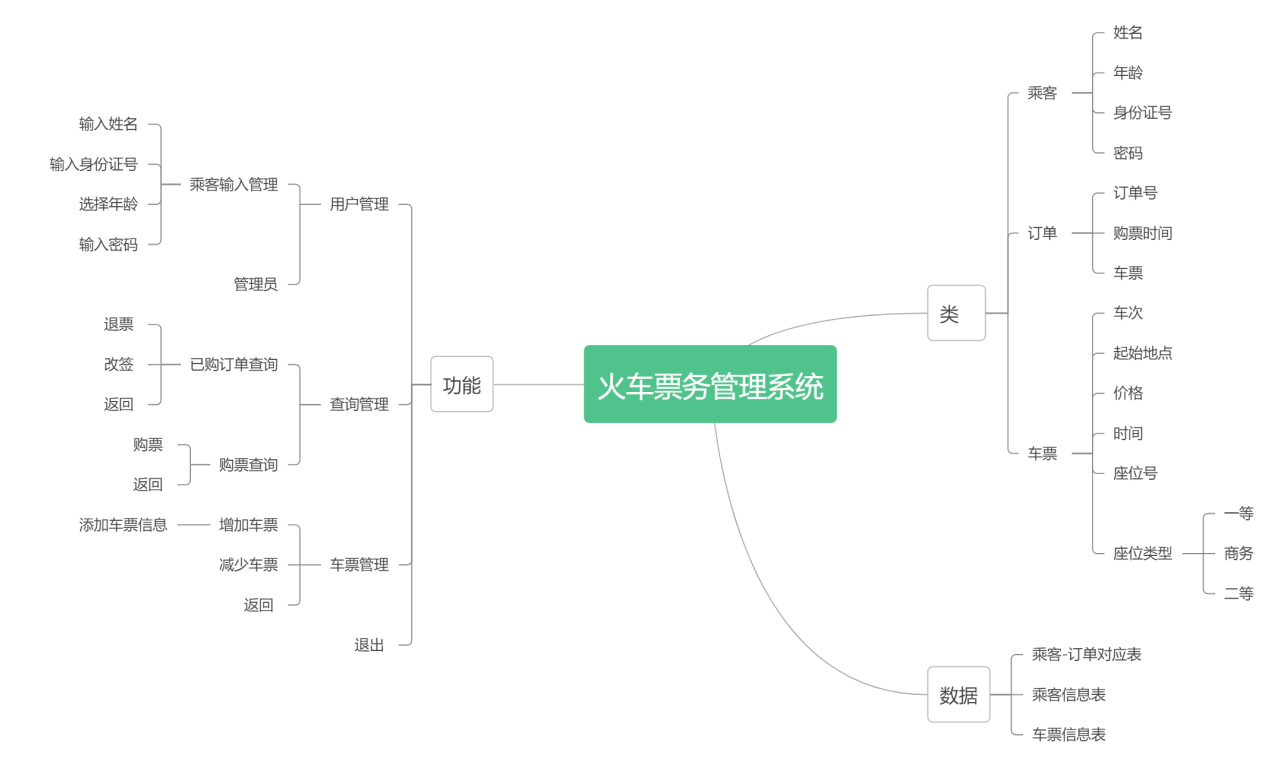 火车票务管理系统
功能
用户管理
乘客输入管理
输入姓名
输入身份证号
选择年龄
输入密码
管理员
查询管理
已购订单查询
退票
改签
返回
购票查询
购票
返回
车票管理
增加车票
添加车票信息
减少车票
返回
退出
类
乘客
姓名
年龄
身份证号
密码
订单
订单号
购票时间
车票
车票
车次
起始地点
价格
时间
座位号
座位类型
一等
商务
二等
数据
乘客-订单对应表
乘客信息表
车票信息表